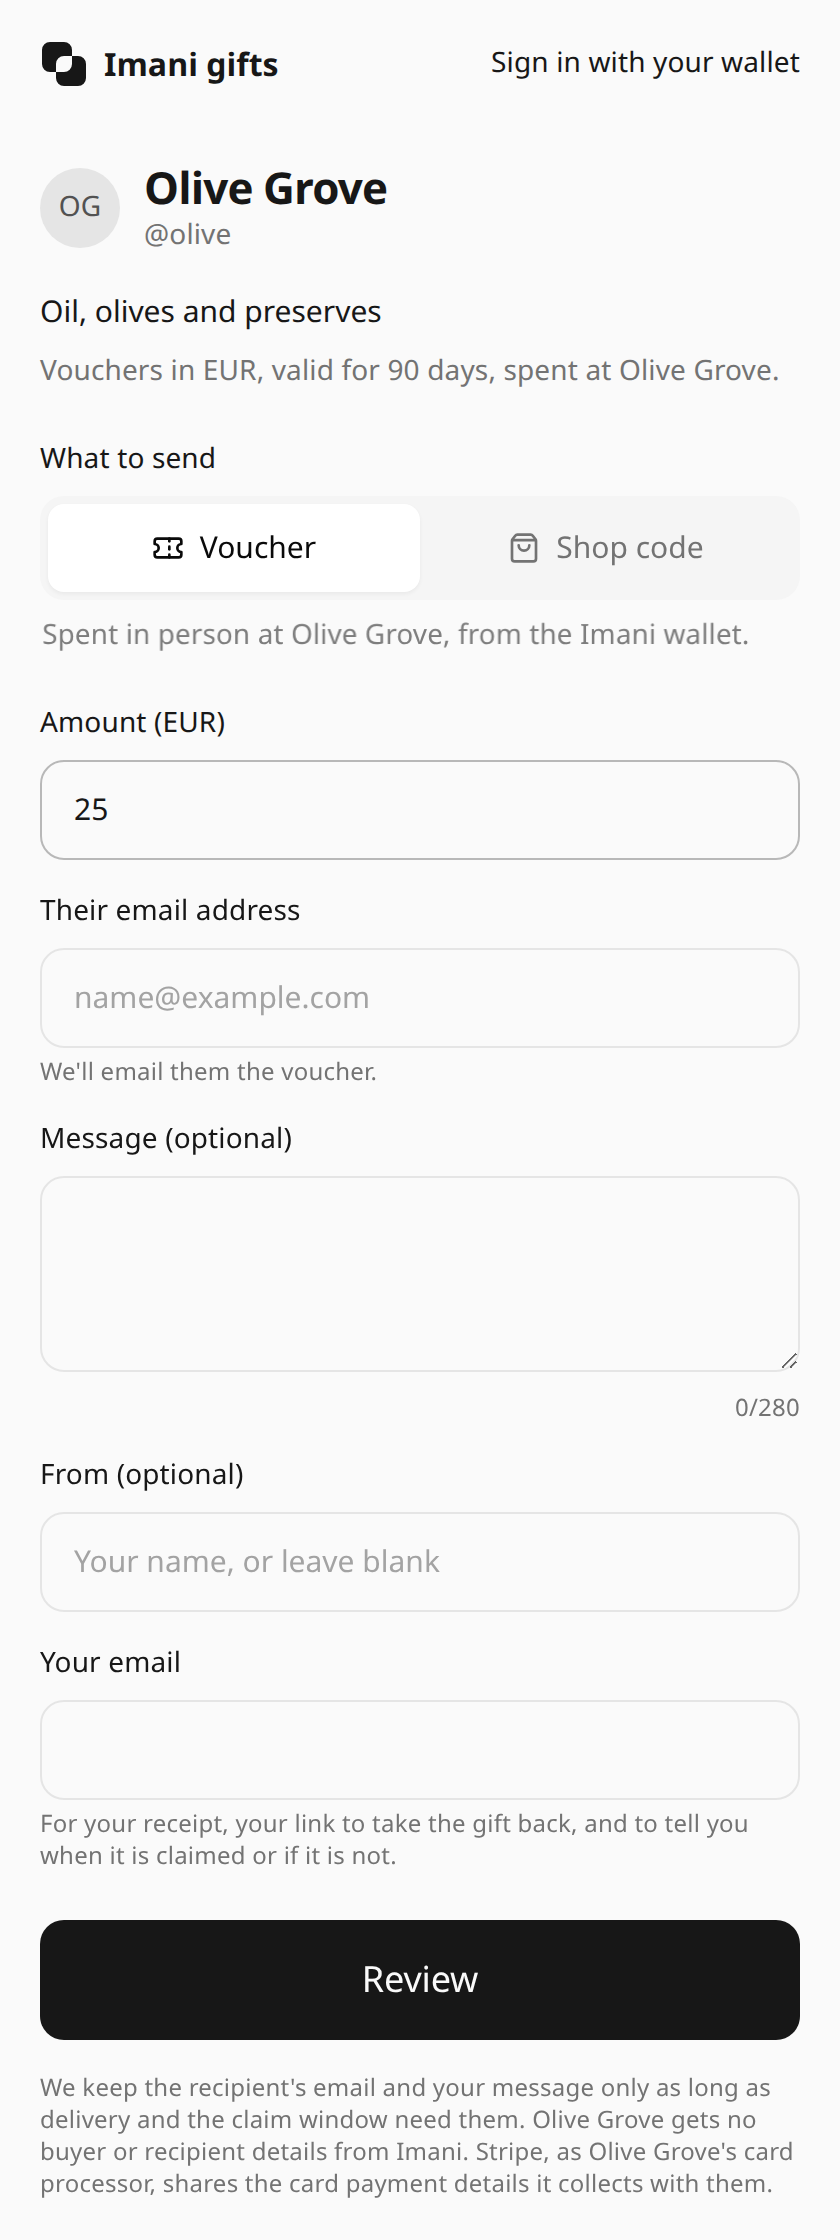 Imani gifts
Sign in with your wallet
OG
Olive Grove
@olive
Oil, olives and preserves
Vouchers in EUR, valid for 90 days, spent at Olive Grove.
What to send
Voucher
Shop code
Spent in person at Olive Grove, from the Imani wallet.
Amount (EUR)
25
Their email address
name@example.com
We'll email them the voucher.
Message (optional)
0/280
From (optional)
Your name, or leave blank
Your email
For your receipt, your link to take the gift back, and to tell you
when it is claimed or if it is not.
Review
We keep the recipient's email and your message only as long as
delivery and the claim window need them. Olive Grove gets no
buyer or recipient details from Imani. Stripe, as Olive Grove's card
processor, shares the card payment details it collects with them.